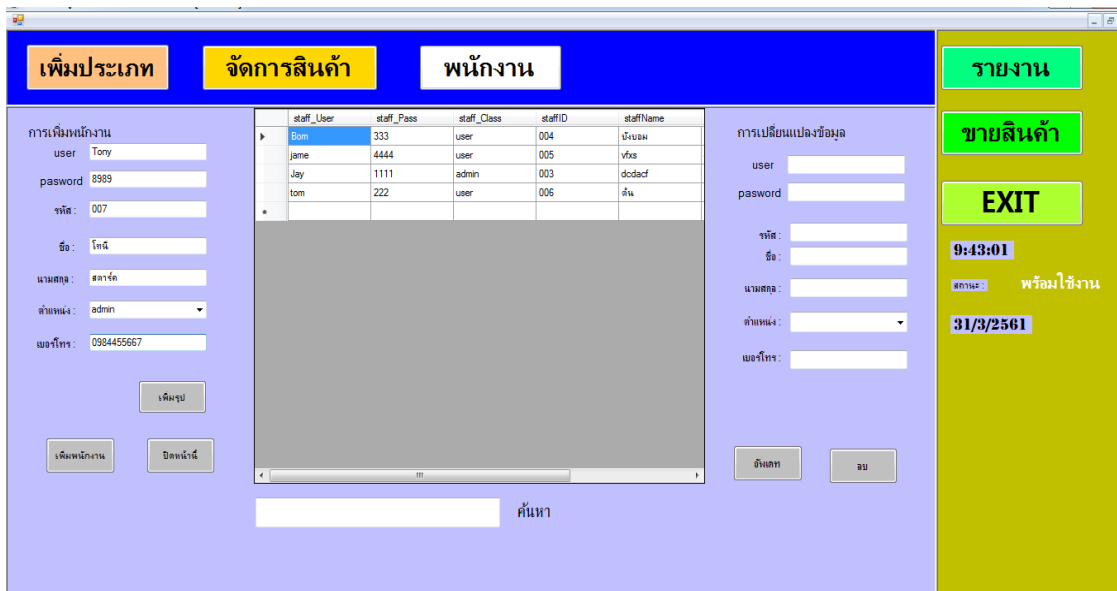 เพิ่มประเภท จัดการสินค้า พนักงาน
การเพิ่มพนักงาน
user Tony
pasword 8989
รหัส : 007
ชื่อ : โทนี
นามสกุล : สตาร์ค
ตำแหน่ง : admin
เบอร์โทร : 0984455667
เพิ่มรูป
เพิ่มพนักงาน ปิดหน้านี้
staff_User staff_Pass staff_Class staffID staffName
Bom 333 user 004 บังบอม
jame 4444 user 005 vfxs
Jay 1111 admin 003 dcdacf
tom 222 user 006 ต้น
ค้นหา
การเปลี่ยนแปลงข้อมูล
user
pasword
รหัส :
ชื่อ :
นามสกุล :
ตำแหน่ง :
เบอร์โทร :
อัพเดท ลบ
รายงาน
ขายสินค้า
EXIT
9:43:01
สถานะ : พร้อมใช้งาน
31/3/2561